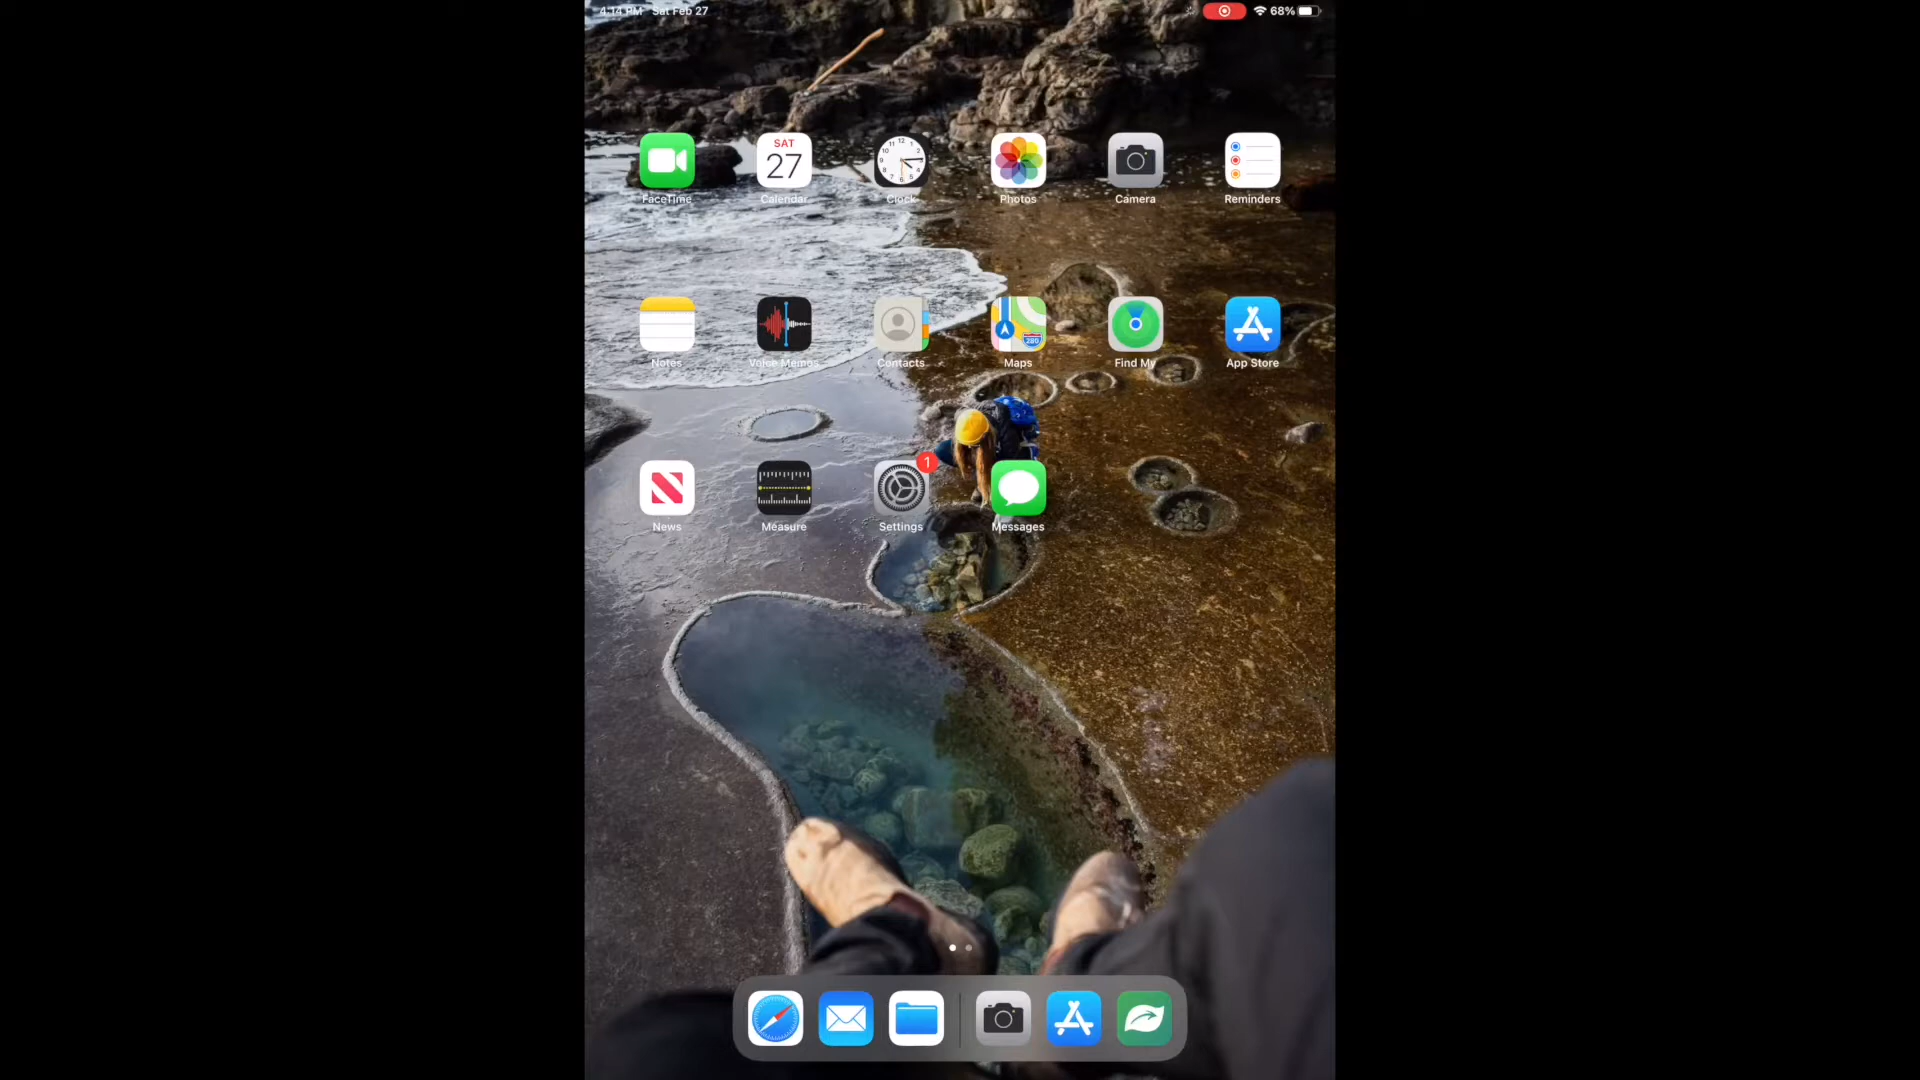 4:14 PM Sat Feb 27
68%
SAT
27
FaceTime Calendar Clock Photos Camera Reminders
280
Notes Voice Memos Contacts Maps Find My App Store
1
News Measure Settings Messages